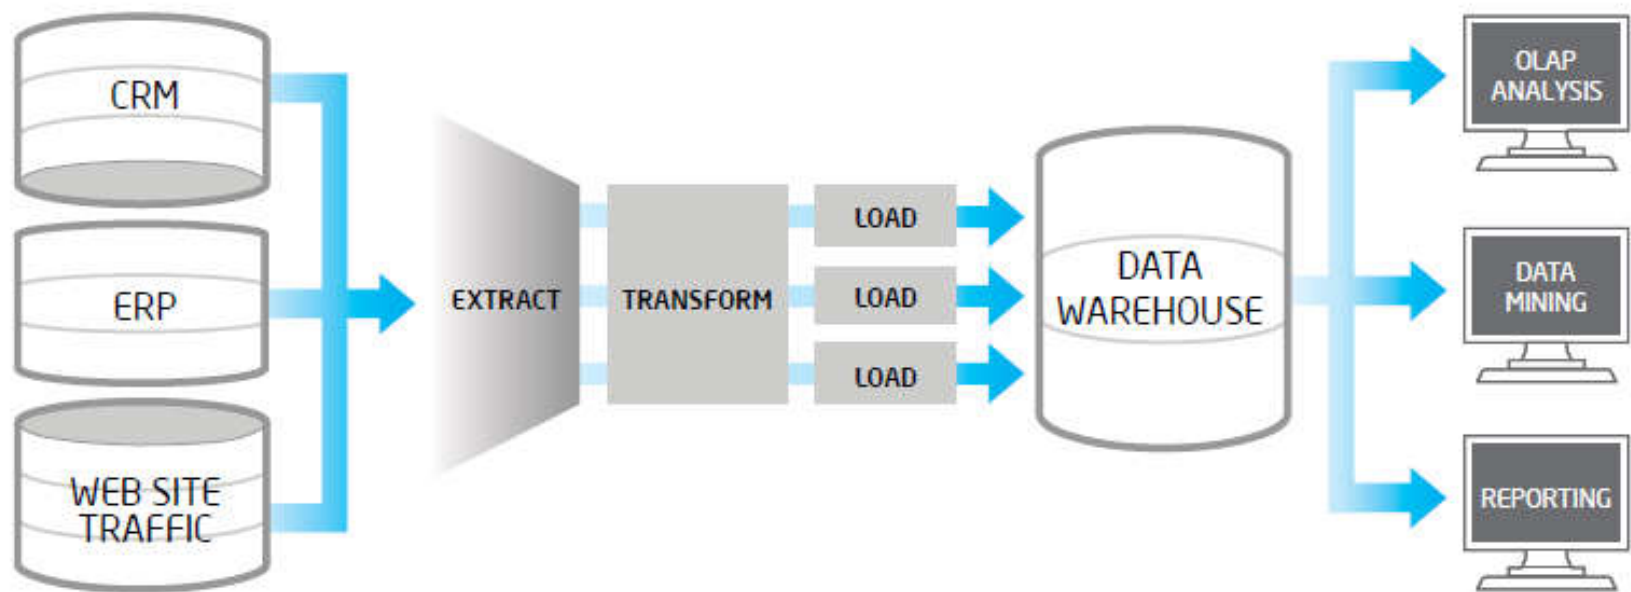 CRM
ERP
WEB SITE
TRAFFIC
EXTRACT
TRANSFORM
LOAD
LOAD
LOAD
DATA
WAREHOUSE
OLAP
ANALYSIS
DATA
MINING
REPORTING